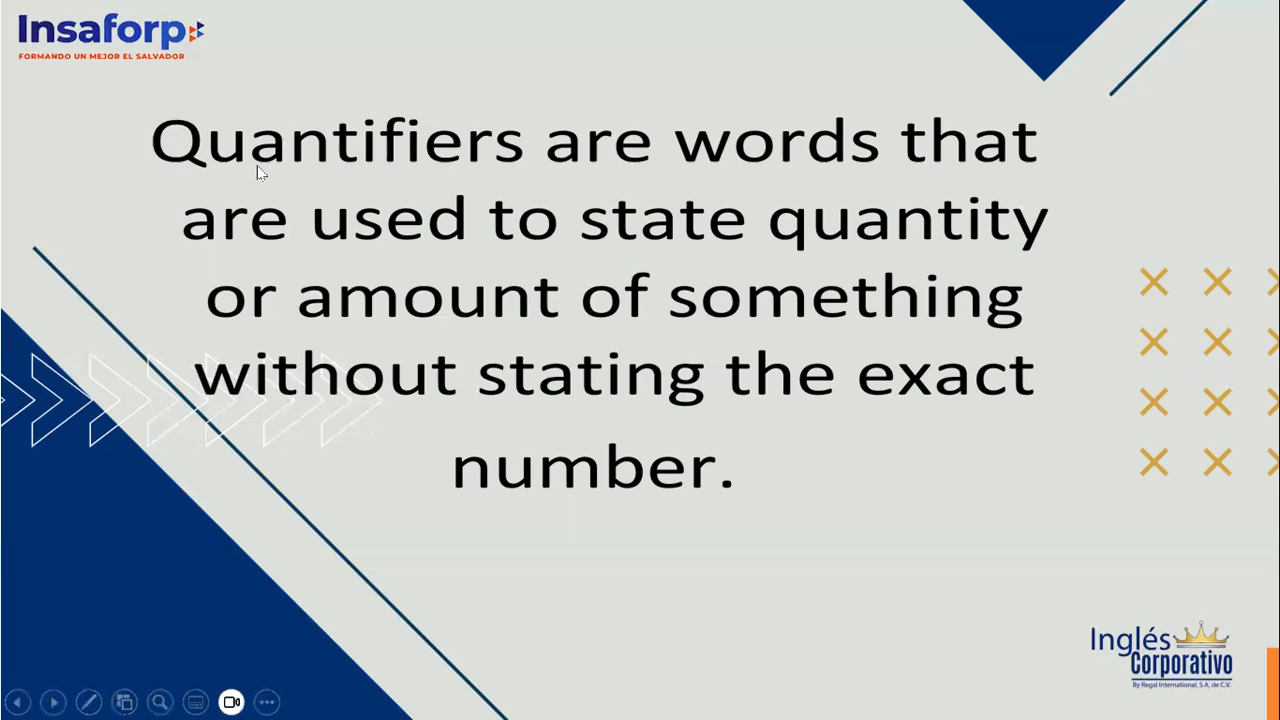 Insaforp
FORMANDO UN MEJOR EL SALVADOR
Quantifiers are words that
are used to state quantity
or amount of something
without stating the exact
number.
Inglés
Corporativo
By Regal International, S.A. de C.V.